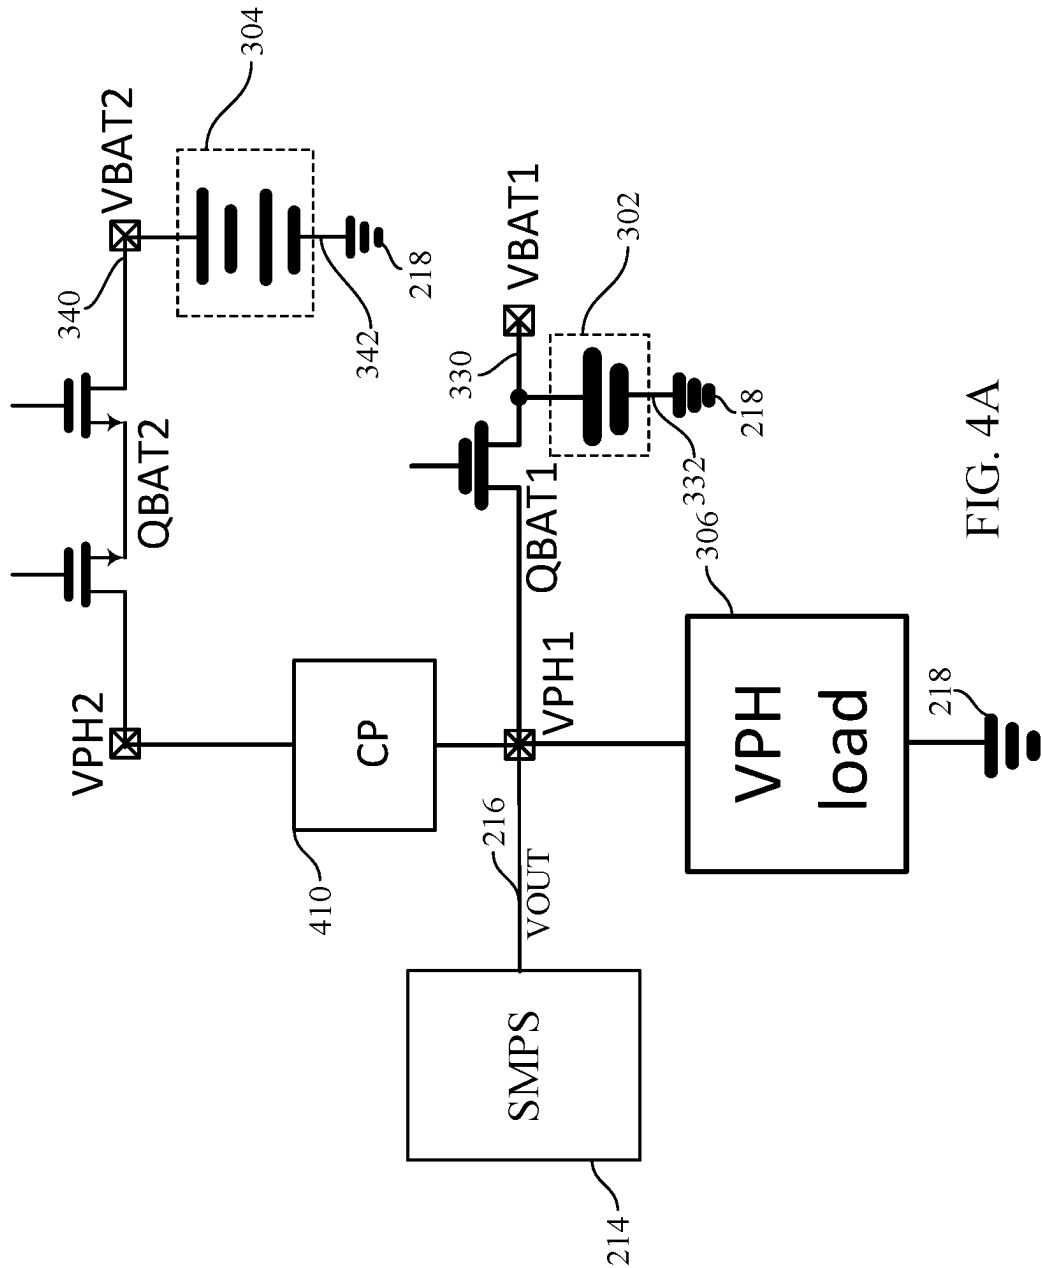 304
VBAT2
340
218
342
QBAT2
VPH2
VBAT1
302
330
218
332
QBAT1
306
CP
410
VPH1
216
VOUT
VPH
load
218
SMPS
214
FIG. 4A